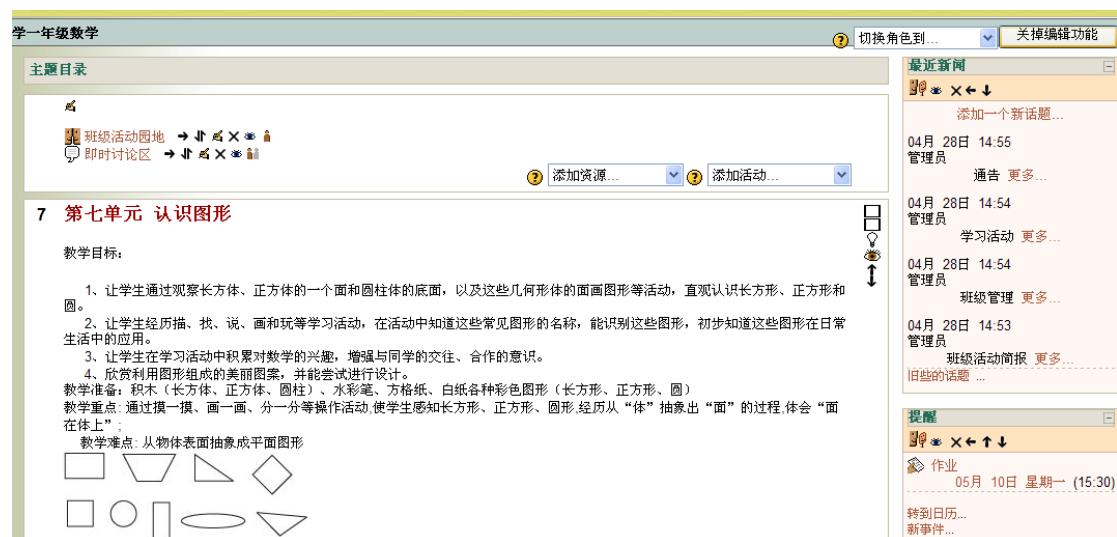 学一年级数学
切换角色到...
关掉编辑功能
主题目录
班级活动园地
即时讨论区
添加资源...
添加活动...
7 第七单元 认识图形
教学目标：
1、让学生通过观察长方体、正方体的一个面和圆柱体的底面，以及这些几何形体的面画图形等活动，直观认识长方形、正方形和
圆。
2、让学生经历描、找、说、画和玩等学习活动，在活动中知道这些常见图形的名称，能识别这些图形，初步知道这些图形在日常
生活中的应用。
3、让学生在学习活动中积累对数学的兴趣，增强与同学的交往、合作的意识。
4、欣赏利用图形组成的美丽图案，并能尝试进行设计。
教学准备：积木（长方体、正方体、圆柱）、水彩笔、方格纸、白纸各种彩色图形（长方形、正方形、圆）
教学重点：通过摸一摸、画一画、分一分等操作活动,使学生感知长方形、正方形、圆形,经历从“体”抽象出“面”的过程,体会“面
在体上”;
教学难点：从物体表面抽象成平面图形
最近新闻
添加一个新话题...
04月 28日 14:55
管理员
通告 更多...
04月 28日 14:54
管理员
学习活动 更多...
04月 28日 14:54
管理员
班级管理 更多...
04月 28日 14:53
管理员
班级活动简报 更多...
旧些的话题 ...
提醒
作业
05月 10日 星期一 (15:30)
转到日历...
新事件...